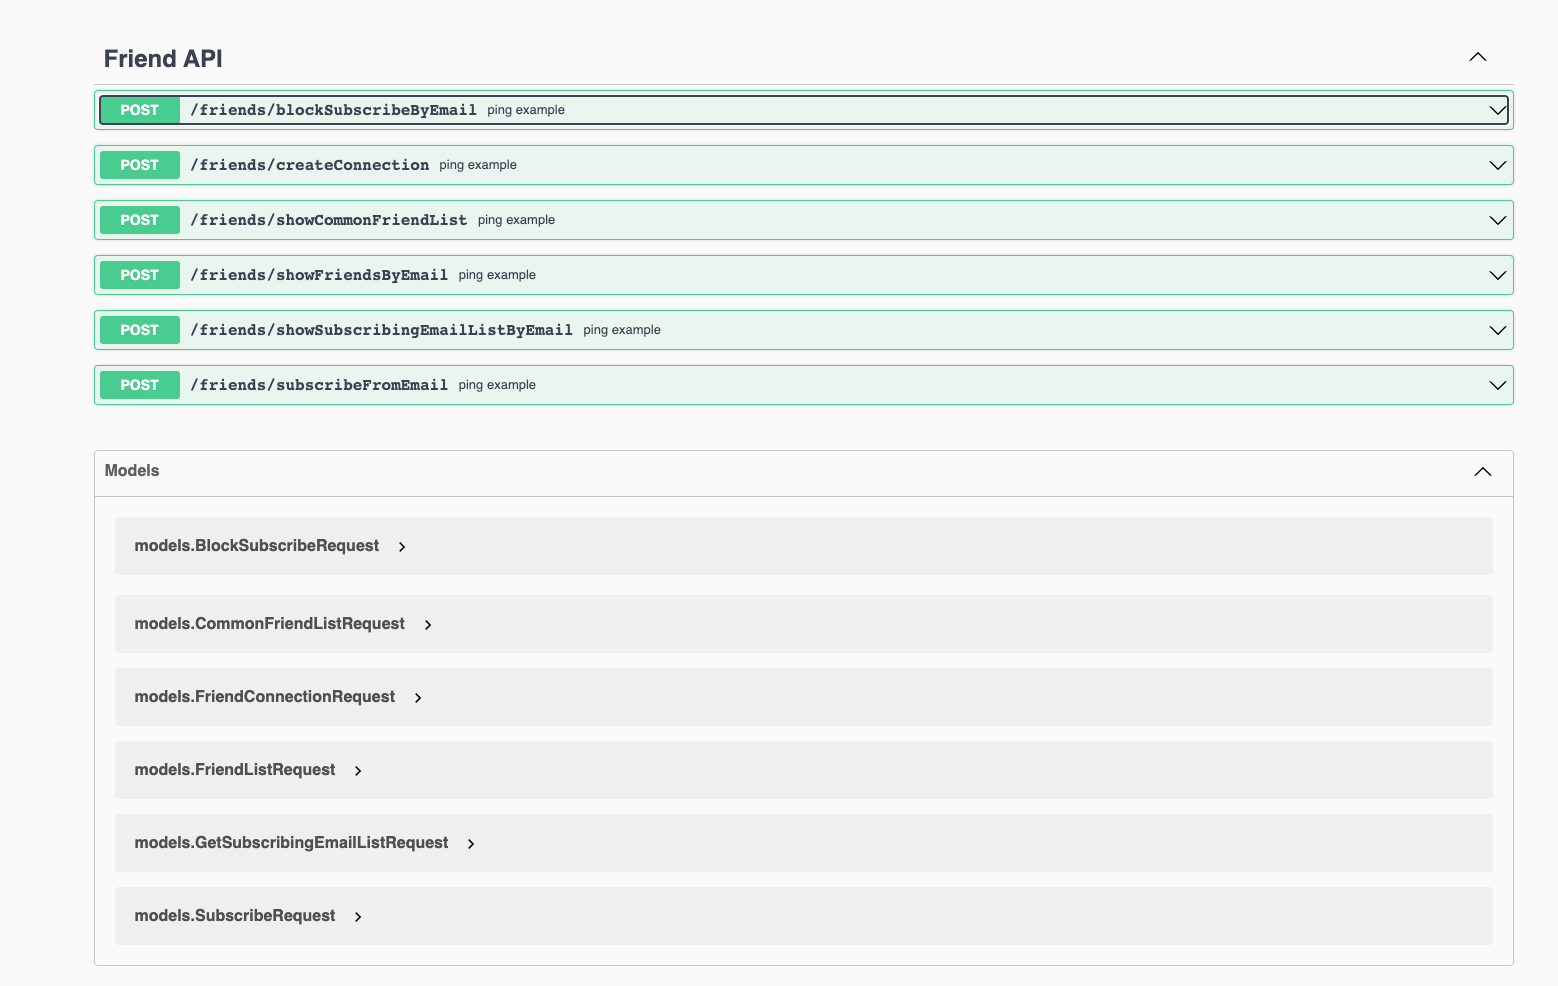 Friend API
POST /friends/blockSubscribeByEmail ping example
POST /friends/createConnection ping example
POST /friends/showCommonFriendList ping example
POST /friends/showFriendsByEmail ping example
POST /friends/showSubscribingEmailListByEmail ping example
POST /friends/subscribeFromEmail ping example
Models
models.BlockSubscribeRequest
models.CommonFriendListRequest
models.FriendConnectionRequest
models.FriendListRequest
models.GetSubscribingEmailListRequest
models.SubscribeRequest